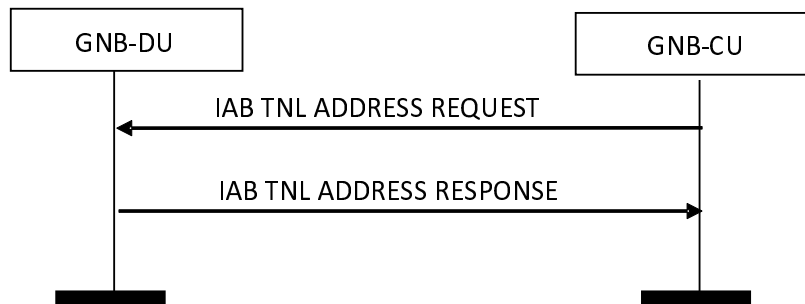 GNB-DU
GNB-CU
IAB TNL ADDRESS REQUEST
IAB TNL ADDRESS RESPONSE